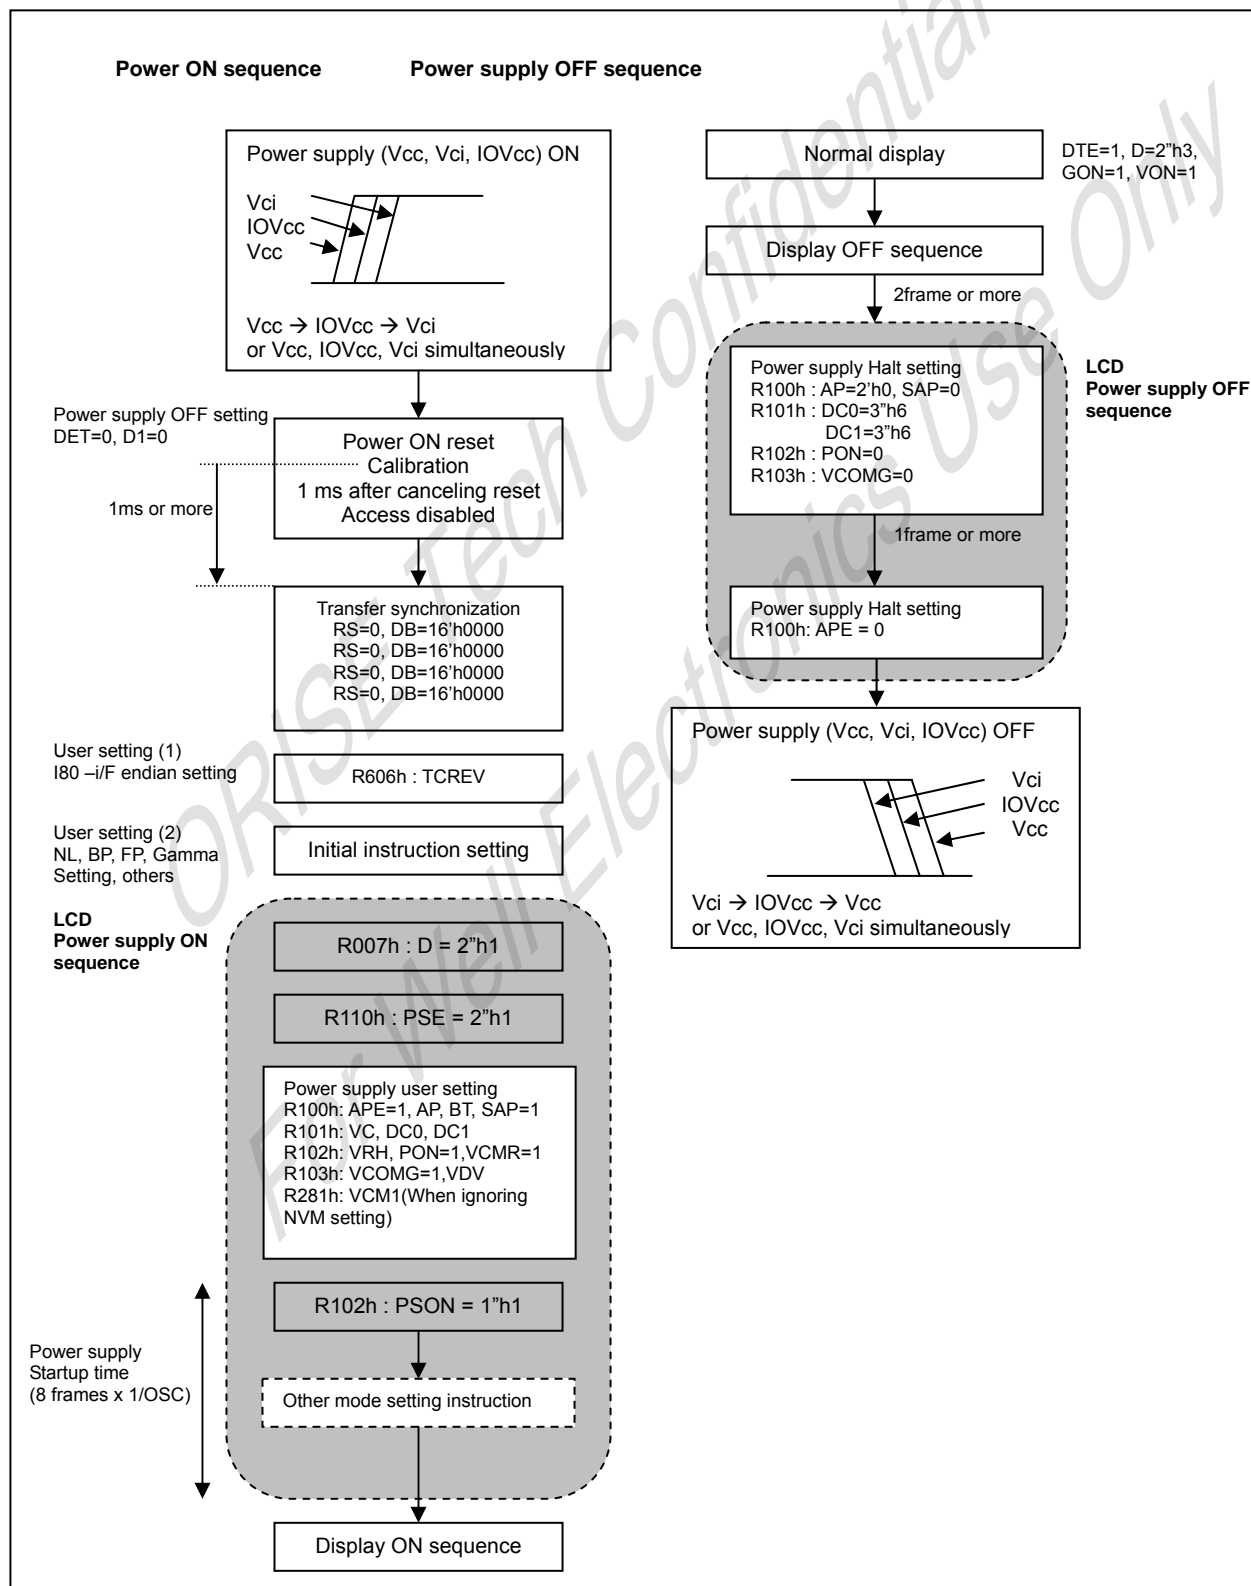 Power ON sequence
Power supply OFF sequence
Power supply (Vcc, Vci, IOVcc) ON
Vci
IOVcc
Vcc
Vcc → IOVcc → Vci
or Vcc, IOVcc, Vci simultaneously
Power supply OFF setting
DET=0, D1=0
1ms or more
Power ON reset
Calibration
1 ms after canceling reset
Access disabled
Transfer synchronization
RS=0, DB=16’h0000
RS=0, DB=16’h0000
RS=0, DB=16’h0000
RS=0, DB=16’h0000
User setting (1)
I80 –i/F endian setting
R606h : TCREV
User setting (2)
NL, BP, FP, Gamma
Setting, others
Initial instruction setting
LCD
Power supply ON
sequence
R007h : D = 2”h1
R110h : PSE = 2”h1
Power supply user setting
R100h: APE=1, AP, BT, SAP=1
R101h: VC, DC0, DC1
R102h: VRH, PON=1,VCMR=1
R103h: VCOMG=1,VDV
R281h: VCM1(When ignoring
NVM setting)
R102h : PSON = 1”h1
Power supply
Startup time
(8 frames x 1/OSC)
Other mode setting instruction
Display ON sequence
Normal display
DTE=1, D=2”h3,
GON=1, VON=1
Display OFF sequence
2frame or more
Power supply Halt setting
R100h : AP=2’h0, SAP=0
R101h : DC0=3”h6
DC1=3”h6
R102h : PON=0
R103h : VCOMG=0
LCD
Power supply OFF
sequence
1frame or more
Power supply Halt setting
R100h: APE = 0
Power supply (Vcc, Vci, IOVcc) OFF
Vci
IOVcc
Vcc
Vci → IOVcc → Vcc
or Vcc, IOVcc, Vci simultaneously
ORISE Tech Confidential
For Well Electronics Use Only